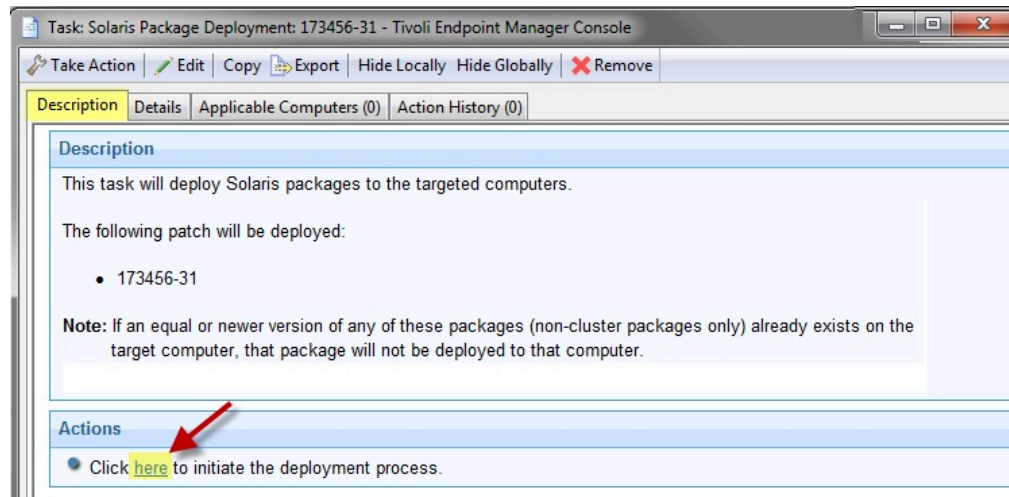 Task: Solaris Package Deployment: 173456-31 - Tivoli Endpoint Manager Console
Take Action Edit Copy Export Hide Locally Hide Globally Remove
Description Details Applicable Computers (0) Action History (0)
Description
This task will deploy Solaris packages to the targeted computers.
The following patch will be deployed:
• 173456-31
Note: If an equal or newer version of any of these packages (non-cluster packages only) already exists on the
target computer, that package will not be deployed to that computer.
Actions
Click here to initiate the deployment process.